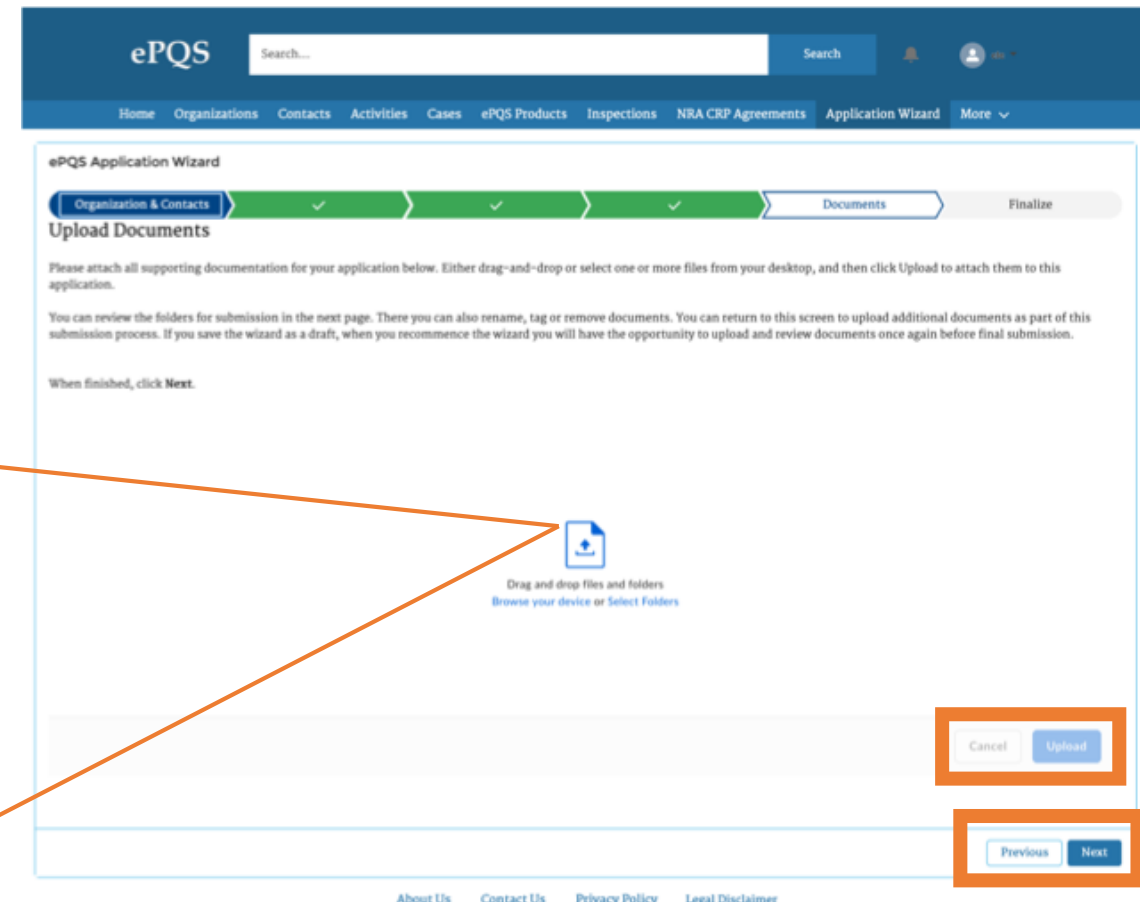 ePQS Search... Search
Home Organizations Contacts Activities Cases ePQS Products Inspections NRA CRP Agreements Application Wizard More
ePQS Application Wizard
Organization & Contacts Documents Finalize
Upload Documents
Please attach all supporting documentation for your application below. Either drag-and-drop or select one or more files from your desktop, and then click Upload to attach them to this
application.
You can review the folders for submission in the next page. There you can also rename, tag or remove documents. You can return to this screen to upload additional documents as part of this
submission process. If you save the wizard as a draft, when you recommence the wizard you will have the opportunity to upload and review documents once again before final submission.
When finished, click Next.
Drag and drop files and folders
Browse your device or Select Folders
Cancel Upload
Previous Next
About Us Contact Us Privacy Policy Legal Disclaimer